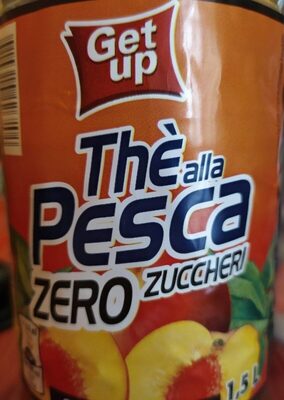 Get
up
Thè alla
PESCA
ZERO ZUCCHERI
1,5 L